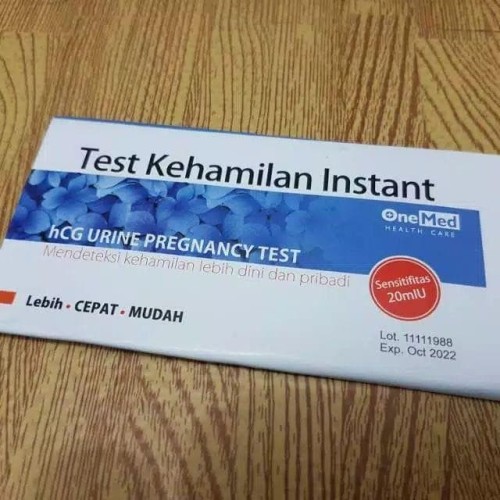 Test Kehamilan Instant
OneMed
HEALTH CARE
hCG URINE PREGNANCY TEST
Mendeteksi kehamilan lebih dini dan pribadi
Sensitifitas
20mIU
Lebih • CEPAT • MUDAH
Lot. 11111988
Exp. Oct 2022